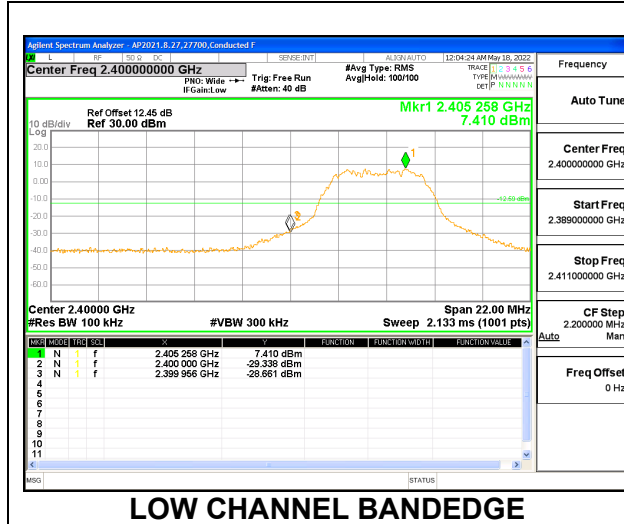 Agilent Spectrum Analyzer - AP2021.8.27,27700,Conducted F
L RF 50 Ω DC SENSE:INT ALIGN AUTO 12:04:24 AM May 18, 2022
Center Freq 2.400000000 GHz
PNO: Wide
IFGain:Low
Trig: Free Run
#Atten: 40 dB
#Avg Type: RMS
Avg|Hold: 100/100
TRACE 1 2 3 4 5 6
TYPE M
DET P N N N N N
Ref Offset 12.45 dB
Ref 30.00 dBm
10 dB/div
Log
Mkr1 2.405 258 GHz
7.410 dBm
20.0
10.0
0.00
-10.0
-20.0
-30.0
-40.0
-50.0
-60.0
1
2
Center 2.40000 GHz
#Res BW 100 kHz
#VBW 300 kHz
Span 22.00 MHz
Sweep 2.133 ms (1001 pts)
MKR MODE TRC SCL X Y FUNCTION FUNCTION WIDTH FUNCTION VALUE
1 N 1 f 2.405 258 GHz 7.410 dBm
2 N 1 f 2.400 000 GHz -29.338 dBm
3 N 1 f 2.399 956 GHz -28.661 dBm
4
5
6
7
8
9
10
11
MSG STATUS
Frequency
Auto Tune
Center Freq
2.400000000 GHz
Start Freq
2.389000000 GHz
Stop Freq
2.411000000 GHz
CF Step
2.200000 MHz
Auto Man
Freq Offset
0 Hz
LOW CHANNEL BANDEDGE